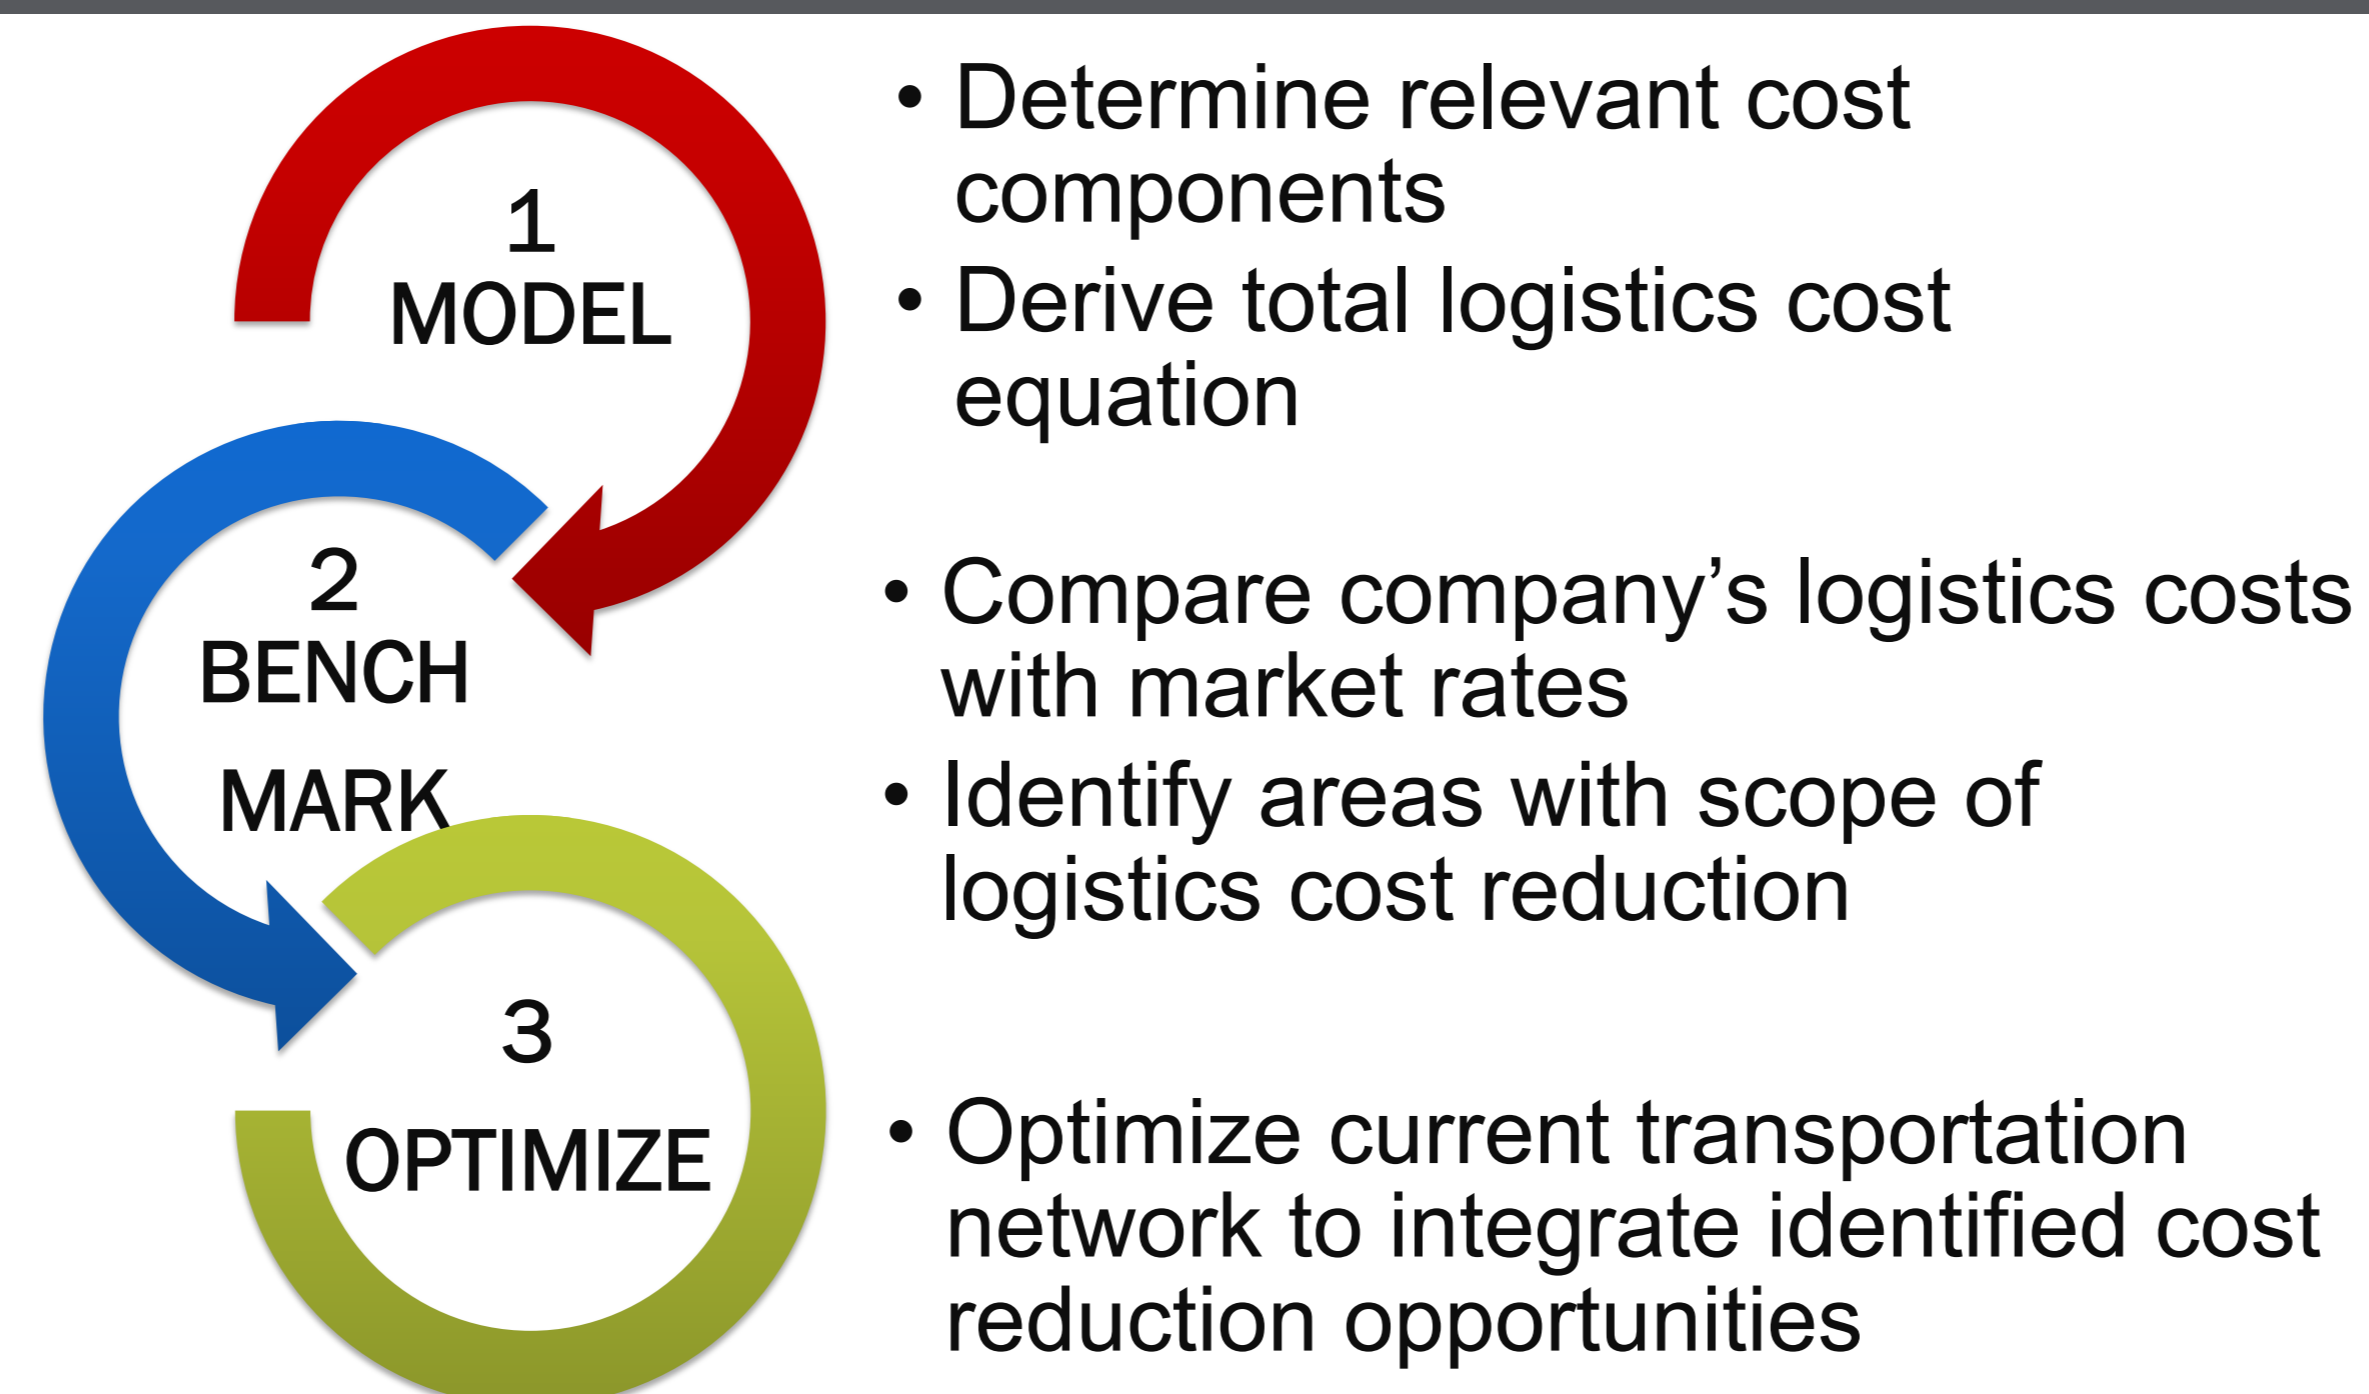 1
MODEL
• Determine relevant cost
components
• Derive total logistics cost
equation
2
BENCH
MARK
• Compare company’s logistics costs
with market rates
• Identify areas with scope of
logistics cost reduction
3
OPTIMIZE
• Optimize current transportation
network to integrate identified cost
reduction opportunities